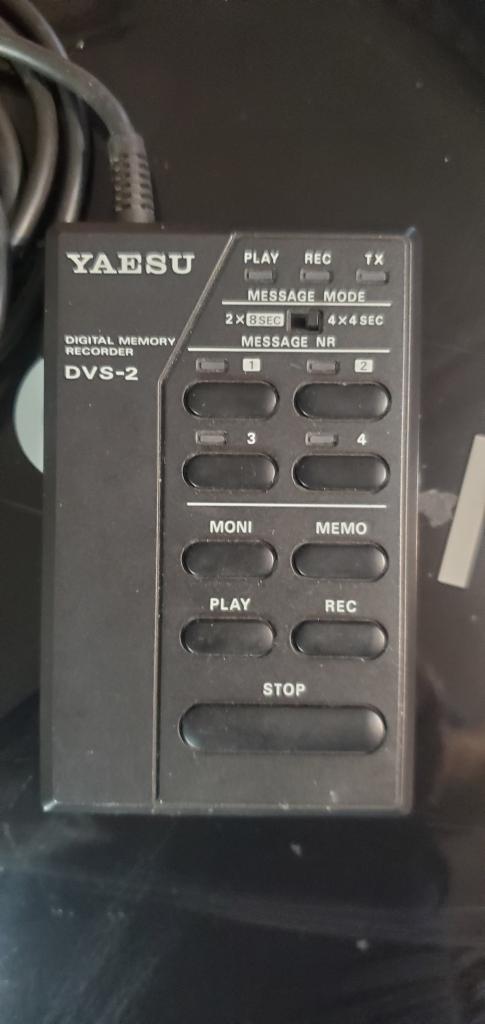 YAESU
DIGITAL MEMORY
RECORDER
DVS-2
PLAY REC TX
MESSAGE MODE
2×8SEC 4×4SEC
MESSAGE NR
1 2
3 4
MONI MEMO
PLAY REC
STOP